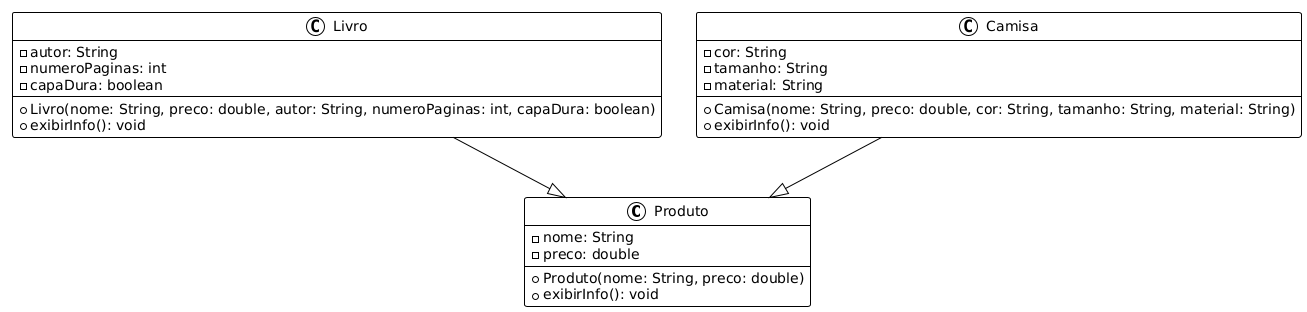 C Livro
autor: String
numeroPaginas: int
capaDura: boolean
Livro(nome: String, preco: double, autor: String, numeroPaginas: int, capaDura: boolean)
exibirInfo(): void
C Camisa
cor: String
tamanho: String
material: String
Camisa(nome: String, preco: double, cor: String, tamanho: String, material: String)
exibirInfo(): void
C Produto
nome: String
preco: double
Produto(nome: String, preco: double)
exibirInfo(): void